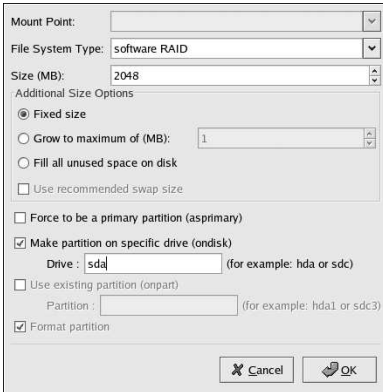 Mount Point:
File System Type: software RAID
Size (MB): 2048
Additional Size Options
Fixed size
Grow to maximum of (MB): 1
Fill all unused space on disk
Use recommended swap size
Force to be a primary partition (asprimary)
Make partition on specific drive (ondisk)
Drive : sda (for example: hda or sdc)
Use existing partition (onpart)
Partition : (for example: hda1 or sdc3)
Format partition
Cancel OK